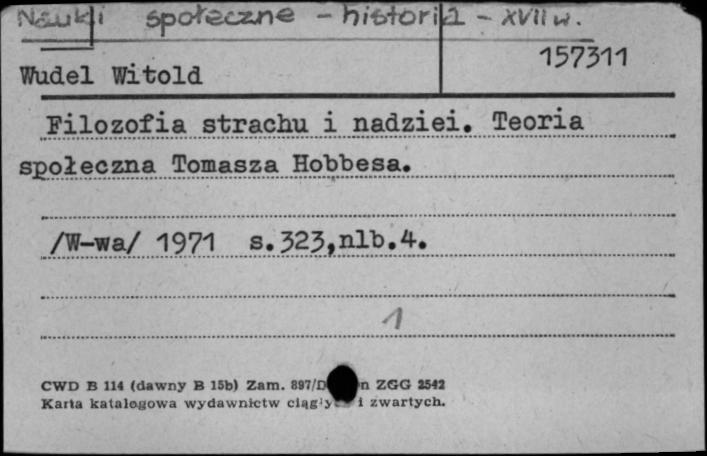 Nauki społeczne - historia - XVII w.
157311
Wudel Witold
Filozofia strachu i nadziei. Teoria
społeczna Tomasza Hobbesa.
/W-wa/ 1971 s.323,nlb.4.
1
CWD B 114 (dawny B 15b) Zam. 897/D n ZGG 2542
Karta katalogowa wydawnictw ciągły i zwartych.